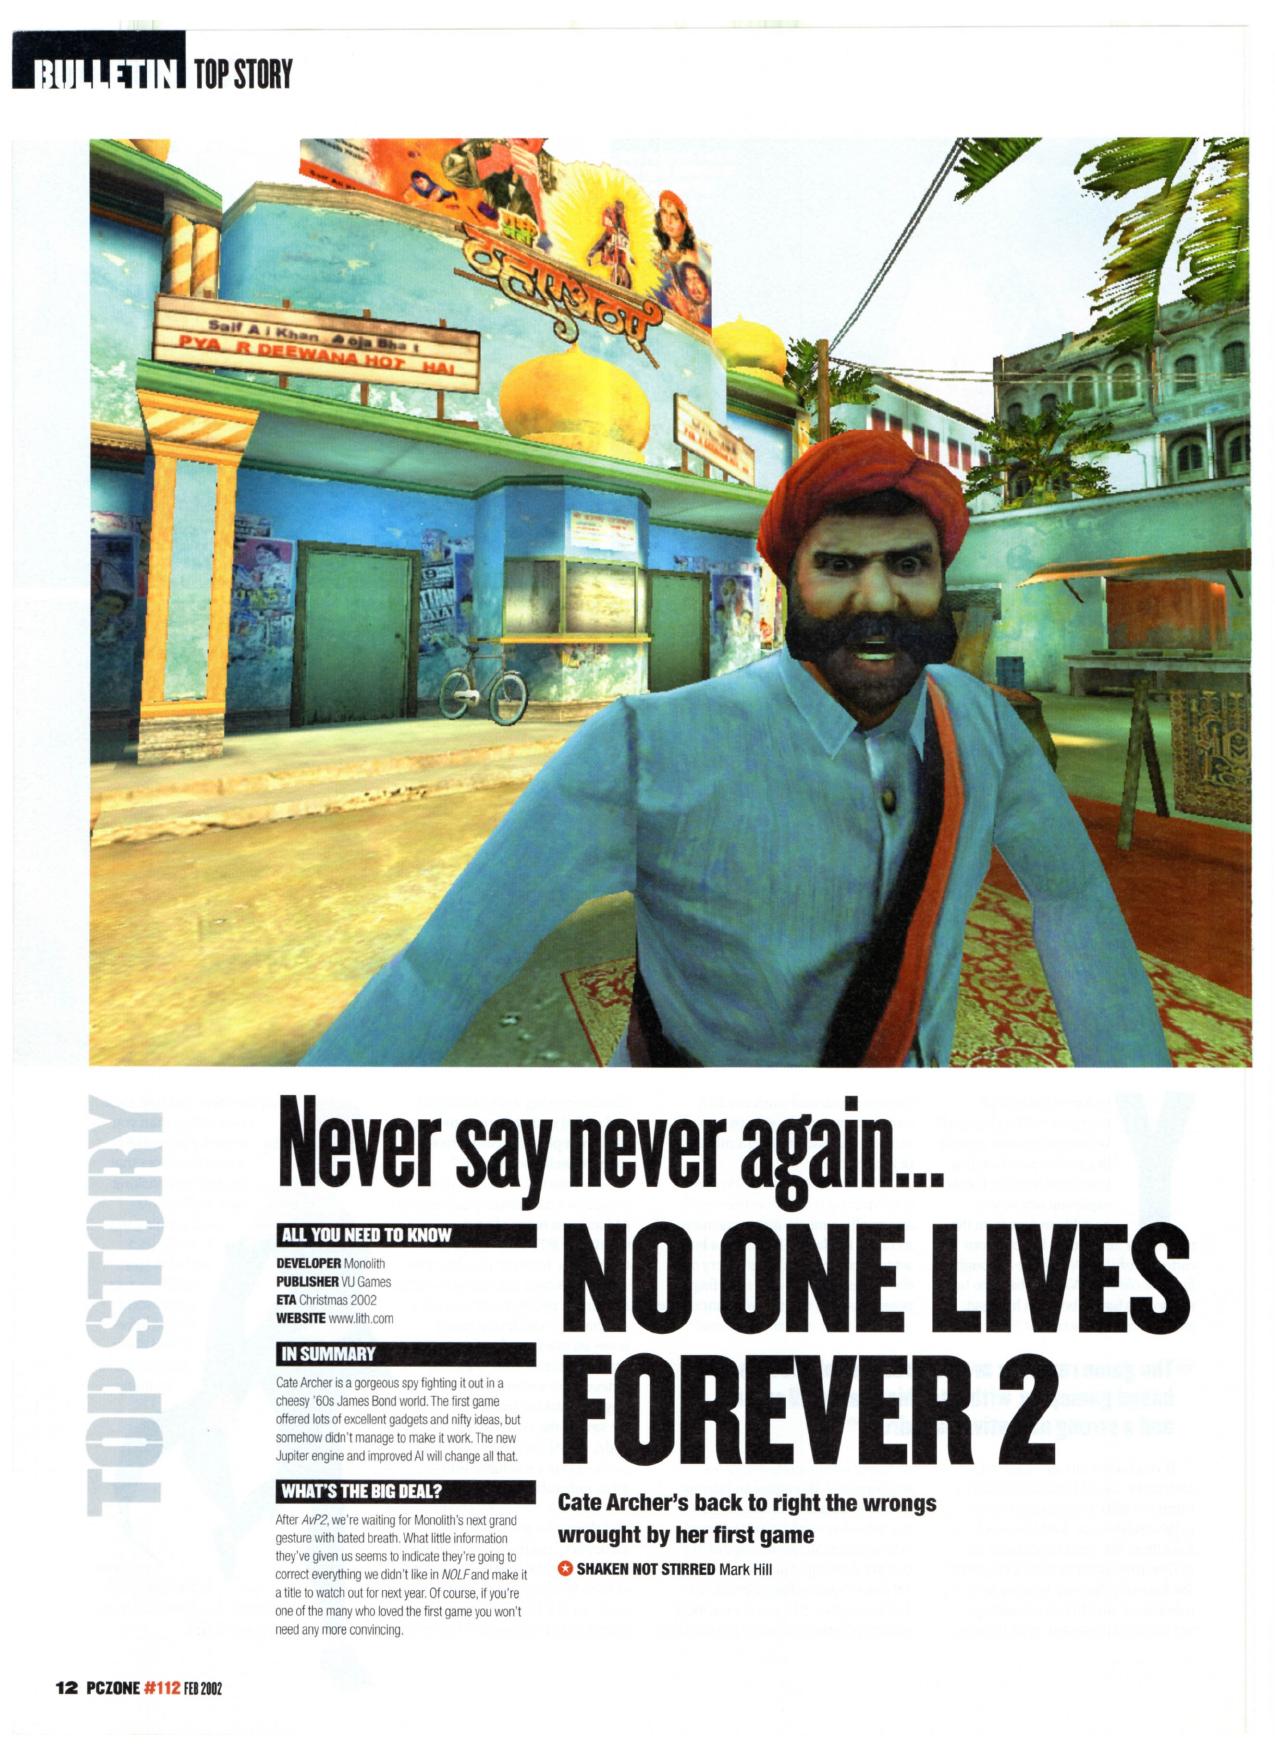 BULLETIN TOP STORY
Saif A i Khan oja Bha t
PYA R DEEWANA HOT HAI
Never say never again...
TOP STORY
NO ONE LIVES
FOREVER 2
ALL YOU NEED TO KNOW
DEVELOPER Monolith
PUBLISHER VU Games
ETA Christmas 2002
WEBSITE www.lith.com
IN SUMMARY
Cate Archer is a gorgeous spy fighting it out in a
cheesy '60s James Bond world. The first game
offered lots of excellent gadgets and nifty ideas, but
somehow didn't manage to make it work. The new
Jupiter engine and improved AI will change all that.
WHAT'S THE BIG DEAL?
After AvP2, we're waiting for Monolith's next grand
gesture with bated breath. What little information
they've given us seems to indicate they're going to
correct everything we didn't like in NOLF and make it
a title to watch out for next year. Of course, if you're
one of the many who loved the first game you won't
need any more convincing.
Cate Archer's back to right the wrongs
wrought by her first game
SHAKEN NOT STIRRED Mark Hill
12 PCZONE #112 FEB 2002